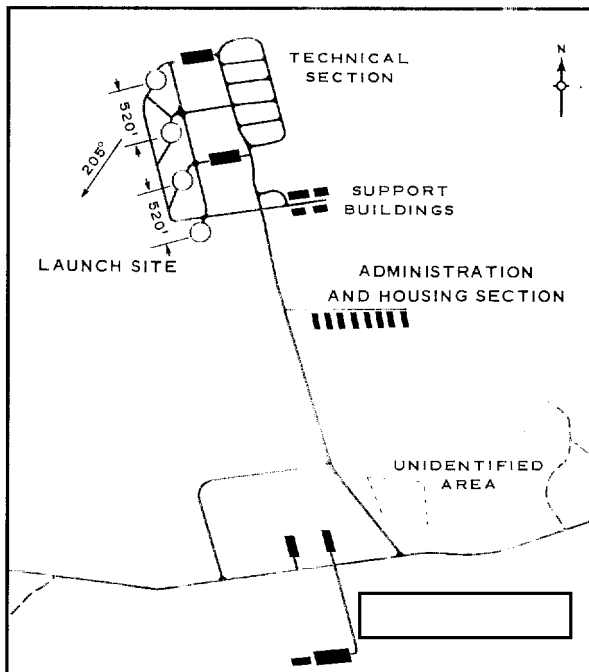 TECHNICAL
SECTION
N
520'
205°
520'
SUPPORT
BUILDINGS
LAUNCH SITE
ADMINISTRATION
AND HOUSING SECTION
UNIDENTIFIED
AREA